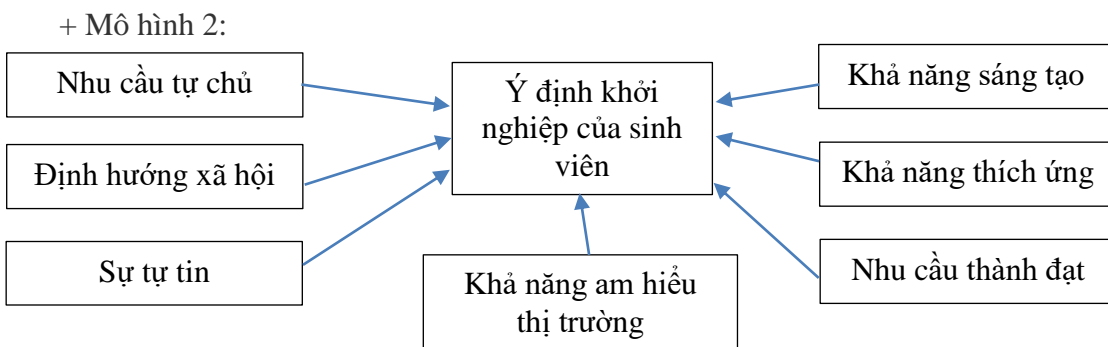 + Mô hình 2:
Nhu cầu tự chủ
Định hướng xã hội
Sự tự tin
Ý định khởi
nghiệp của sinh
viên
Khả năng am hiểu
thị trường
Khả năng sáng tạo
Khả năng thích ứng
Nhu cầu thành đạt